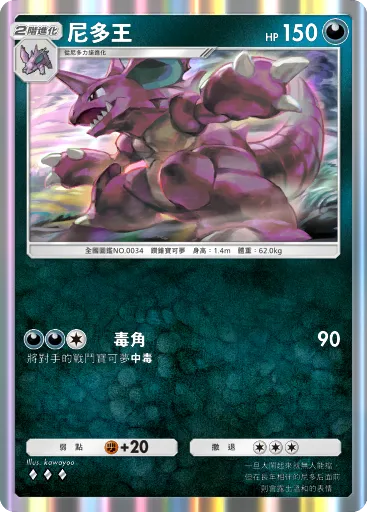 2階進化
尼多王
HP 150
從尼多力諾進化
全國圖鑑NO.0034 鑽錐寶可夢 身高：1.4m 體重：62.0kg
毒角 90
將對手的戰鬥寶可夢中毒
弱點 +20 撤退
Illus. kawayoo
一旦大鬧起來就無人能擋。
但在長年相伴的尼多后面前
則會露出溫和的表情。